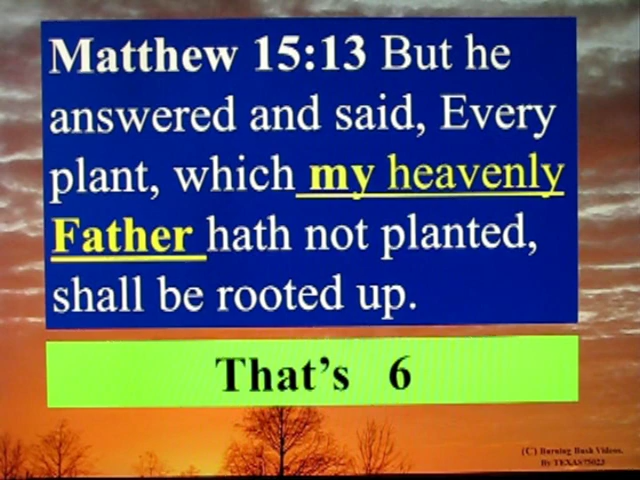 Matthew 15:13 But he
answered and said, Every
plant, which my heavenly
Father hath not planted,
shall be rooted up.
That's 6
(C) Burning Bush Videos.
By TEXAS75023